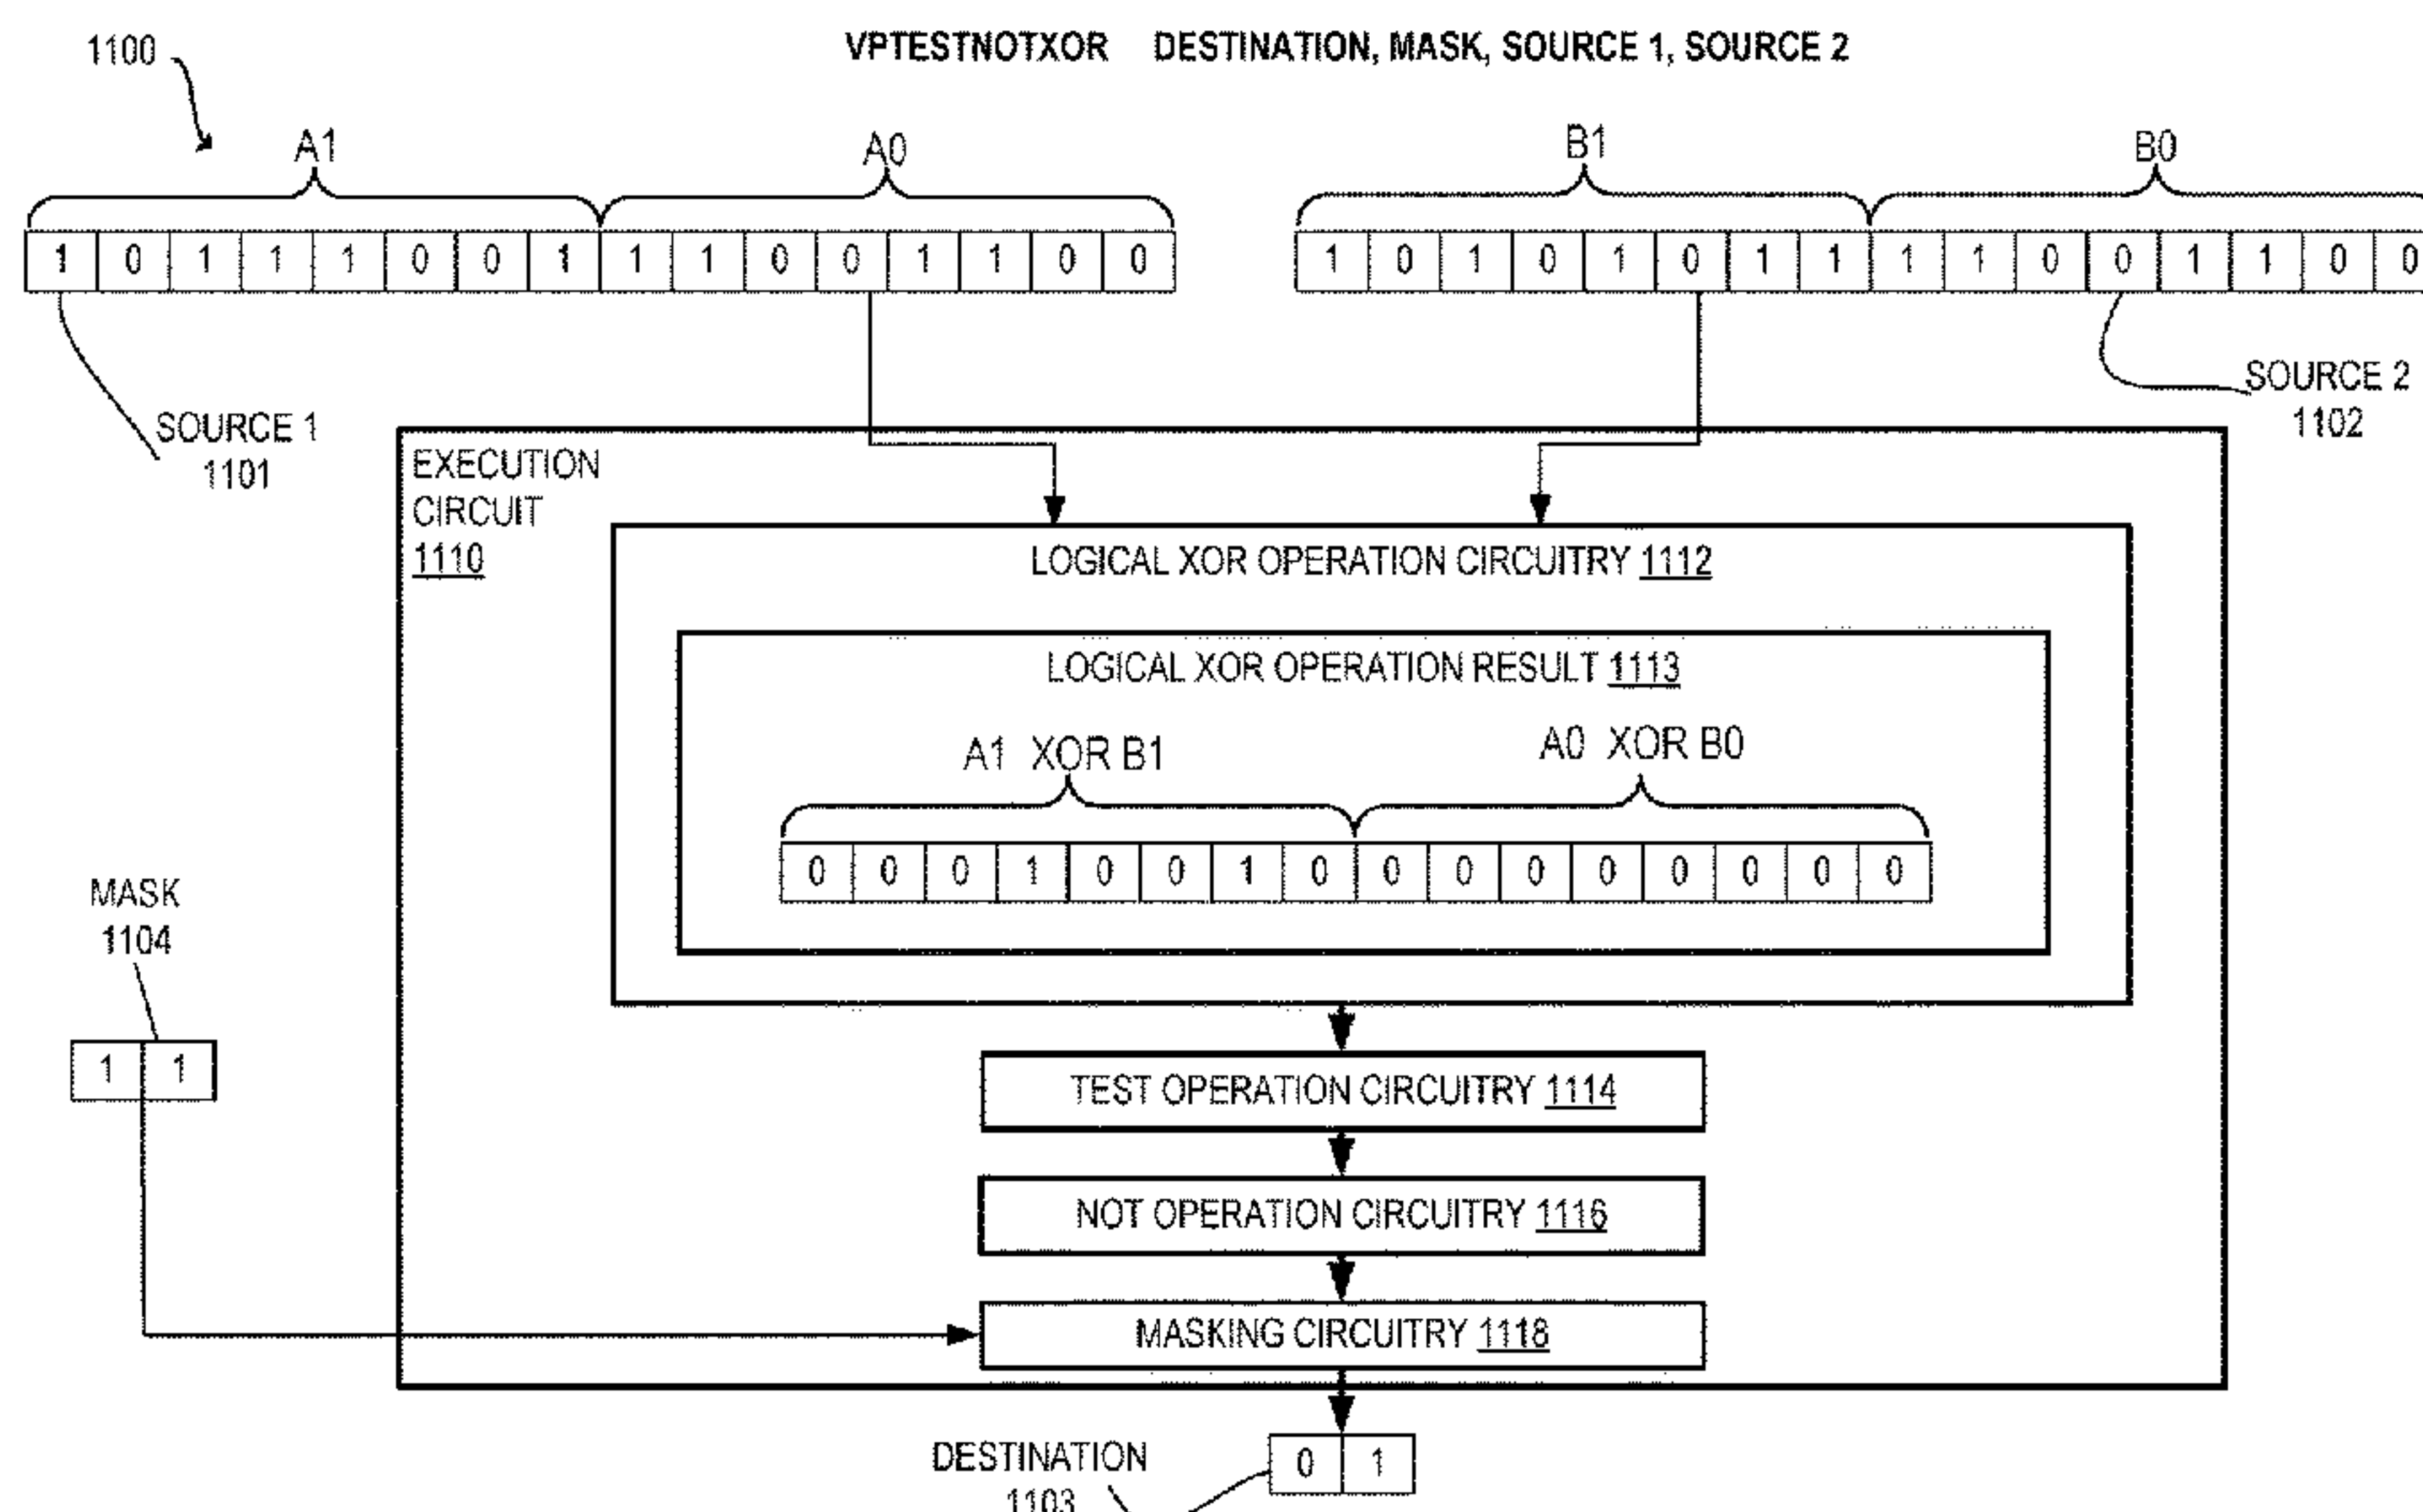 1100
VPTESTNOTXOR DESTINATION, MASK, SOURCE 1, SOURCE 2
A1 A0 B1 B0
1 0 1 1 1 0 0 1 1 1 0 0 1 1 0 0
1 0 1 0 1 0 1 1 1 1 0 0 1 1 0 0
SOURCE 1
1101
SOURCE 2
1102
EXECUTION
CIRCUIT
1110
LOGICAL XOR OPERATION CIRCUITRY 1112
LOGICAL XOR OPERATION RESULT 1113
A1 XOR B1 A0 XOR B0
0 0 0 1 0 0 1 0 0 0 0 0 0 0 0 0
MASK
1104
1 1
TEST OPERATION CIRCUITRY 1114
NOT OPERATION CIRCUITRY 1116
MASKING CIRCUITRY 1118
DESTINATION
1103
0 1